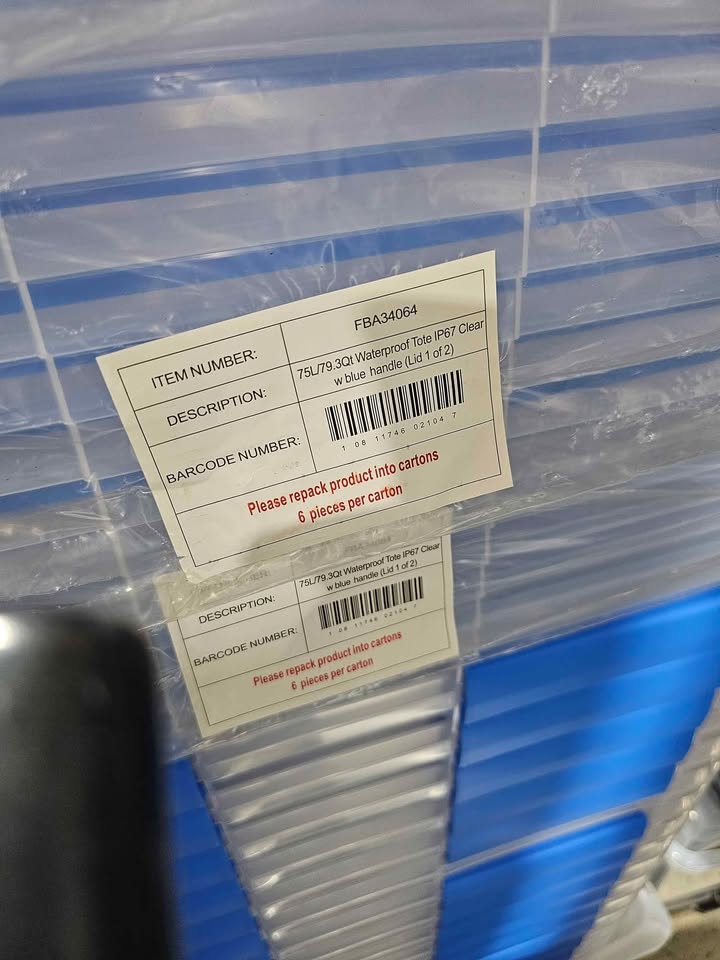 ITEM NUMBER: FBA34064
DESCRIPTION: 75L/79.3Qt Waterproof Tote IP67 Clear
w blue handle (Lid 1 of 2)
BARCODE NUMBER: 1 08 11746 02104 7
Please repack product into cartons
6 pieces per carton
FBA34064
DESCRIPTION: 75L/79.3Qt Waterproof Tote IP67 Clear
w blue handle (Lid 1 of 2)
BARCODE NUMBER: 1 08 11746 02104 7
Please repack product into cartons
6 pieces per carton